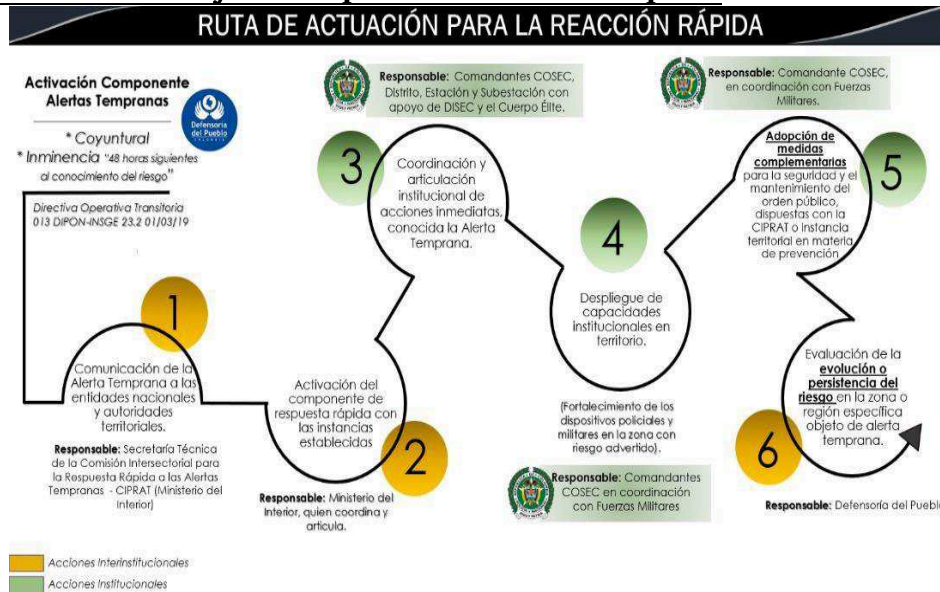 RUTA DE ACTUACIÓN PARA LA REACCIÓN RÁPIDA
Activación Componente
Alertas Tempranas
Defensoría
del Pueblo
COLOMBIA
* Coyuntural
* Inminencia "48 horas siguientes
al conocimiento del riesgo"
Directiva Operativa Transitoria
013 DIPON-INSGE 23.2 01/03/19
1
Comunicación de la
Alerta Temprana a las
entidades nacionales
y autoridades
territoriales.
Responsable: Secretaría Técnica
de la Comisión Intersectorial para
la Respuesta Rápida a las Alertas
Tempranas - CIPRAT (Ministerio del
Interior)
2
Activación del
componente de
respuesta rápida con
las instancias
establecidas
Responsable: Ministerio del
Interior, quien coordina y
articula.
Responsable: Comandantes COSEC,
Distrito, Estación y Subestación con
apoyo de DISEC y el Cuerpo Élite.
3
Coordinación y
articulación
institucional de
acciones inmediatas,
conocida la Alerta
Temprana.
4
Despliegue de
capacidades
institucionales en
territorio.
(Fortalecimiento de los
dispositivos policiales y
militares en la zona con
riesgo advertido).
Responsable: Comandantes
COSEC en coordinación
con Fuerzas Militares
Responsable: Comandante COSEC,
en coordinación con Fuerzas
Militares.
5
Adopción de
medidas
complementarias
para la seguridad y el
mantenimiento del
orden público,
dispuestas con la
CIPRAT o instancia
territorial en materia
de prevención
6
Evaluación de la
evolución o
persistencia del
riesgo en la zona o
región específica
objeto de alerta
temprana.
Responsable: Defensoría del Pueblo
Acciones Interinstitucionales
Acciones Institucionales